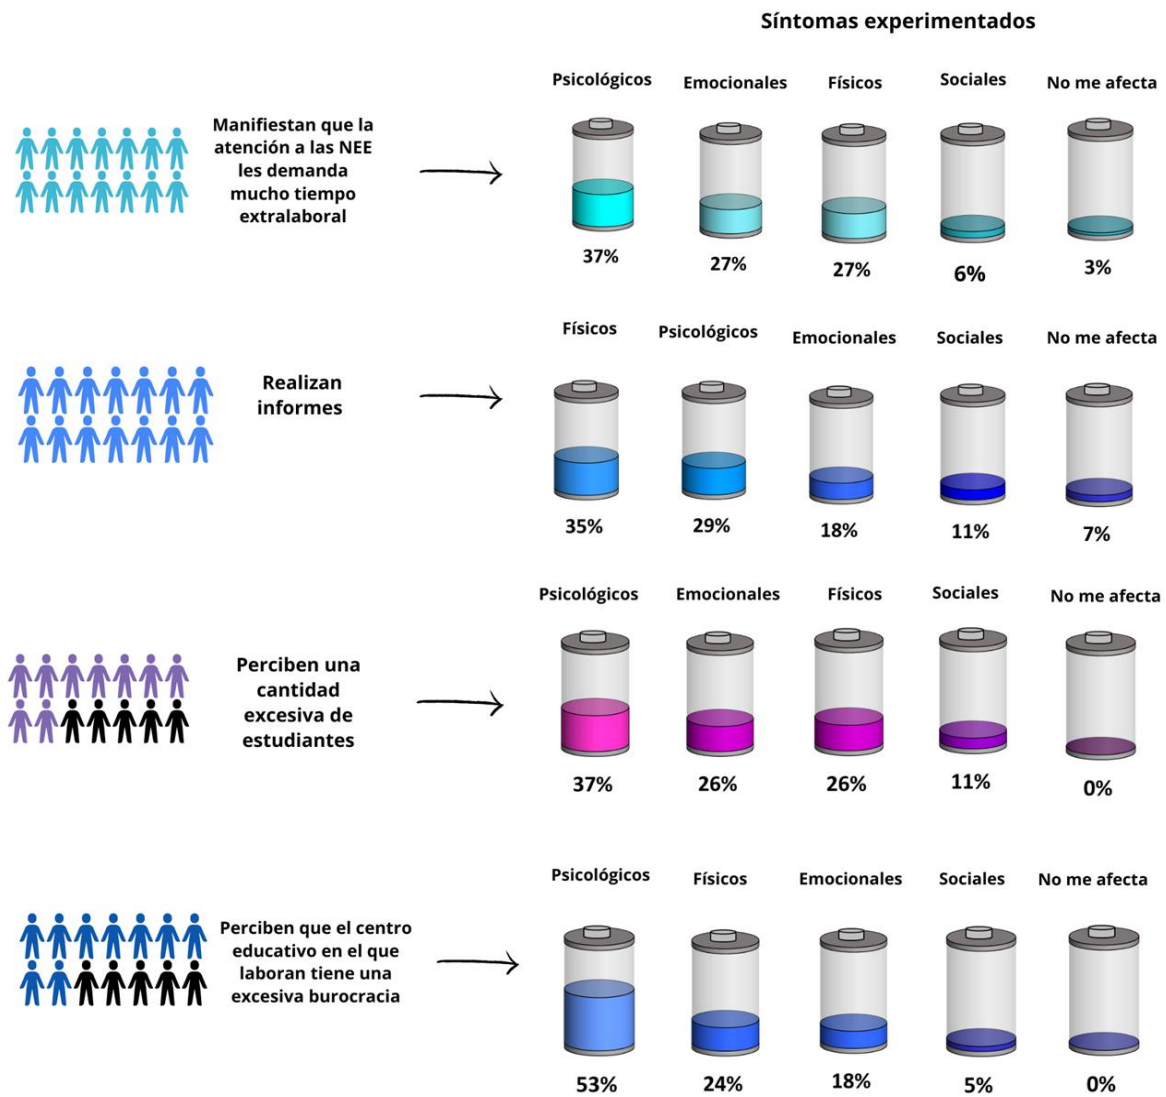 Síntomas experimentados
Psicológicos Emocionales Físicos Sociales No me afecta
Manifiestan que la
atención a las NEE
les demanda
mucho tiempo
extralaboral
37% 27% 27% 6% 3%
Físicos Psicológicos Emocionales Sociales No me afecta
Realizan
informes
35% 29% 18% 11% 7%
Psicológicos Emocionales Físicos Sociales No me afecta
Perciben una
cantidad
excesiva de
estudiantes
37% 26% 26% 11% 0%
Psicológicos Físicos Emocionales Sociales No me afecta
Perciben que el centro
educativo en el que
laboran tiene una
excesiva burocracia
53% 24% 18% 5% 0%